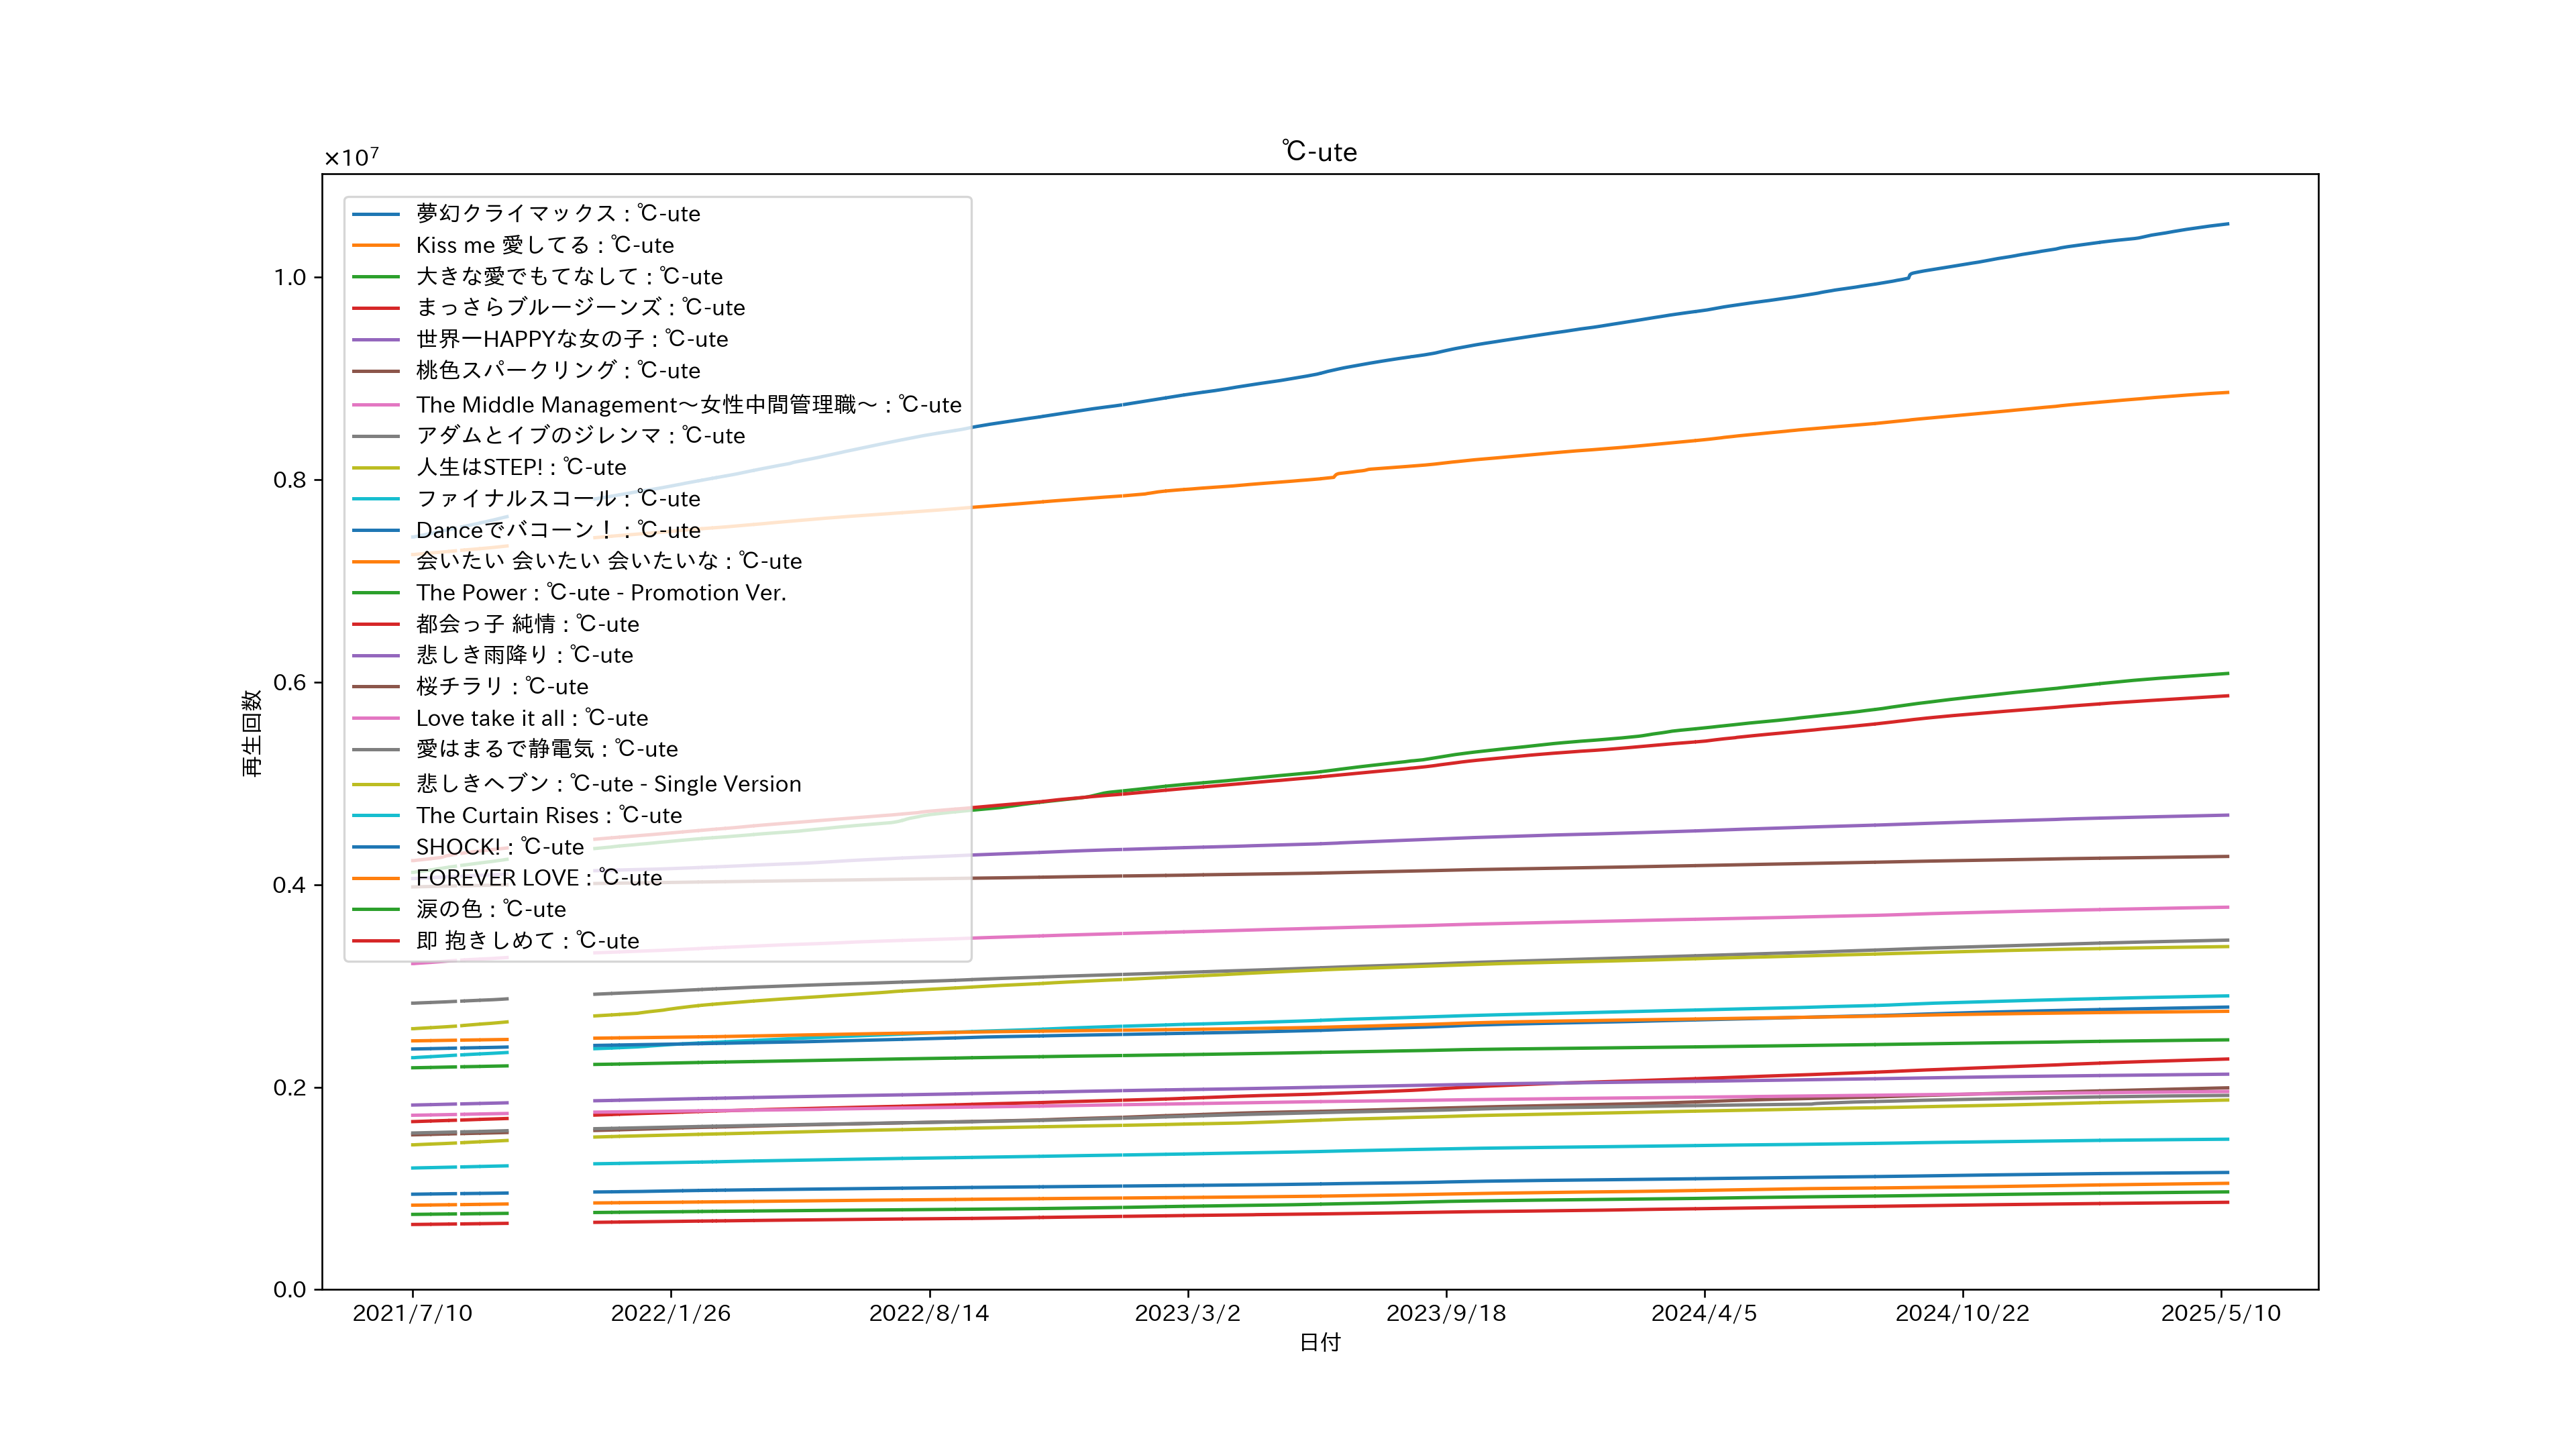 ℃-ute
×10⁷
夢幻クライマックス : ℃-ute
Kiss me 愛してる : ℃-ute
大きな愛でもてなして : ℃-ute
まっさらブルージーンズ : ℃-ute
世界一HAPPYな女の子 : ℃-ute
桃色スパークリング : ℃-ute
The Middle Management〜女性中間管理職〜 : ℃-ute
アダムとイブのジレンマ : ℃-ute
人生はSTEP! : ℃-ute
ファイナルスコール : ℃-ute
Danceでバコーン！ : ℃-ute
会いたい 会いたい 会いたいな : ℃-ute
The Power : ℃-ute - Promotion Ver.
都会っ子 純情 : ℃-ute
悲しき雨降り : ℃-ute
桜チラリ : ℃-ute
Love take it all : ℃-ute
愛はまるで静電気 : ℃-ute
悲しきヘブン : ℃-ute - Single Version
The Curtain Rises : ℃-ute
SHOCK! : ℃-ute
FOREVER LOVE : ℃-ute
涙の色 : ℃-ute
即 抱きしめて : ℃-ute
1.0
0.8
0.6
0.4
0.2
0.0
再生回数
2021/7/10 2022/1/26 2022/8/14 2023/3/2 2023/9/18 2024/4/5 2024/10/22 2025/5/10
日付